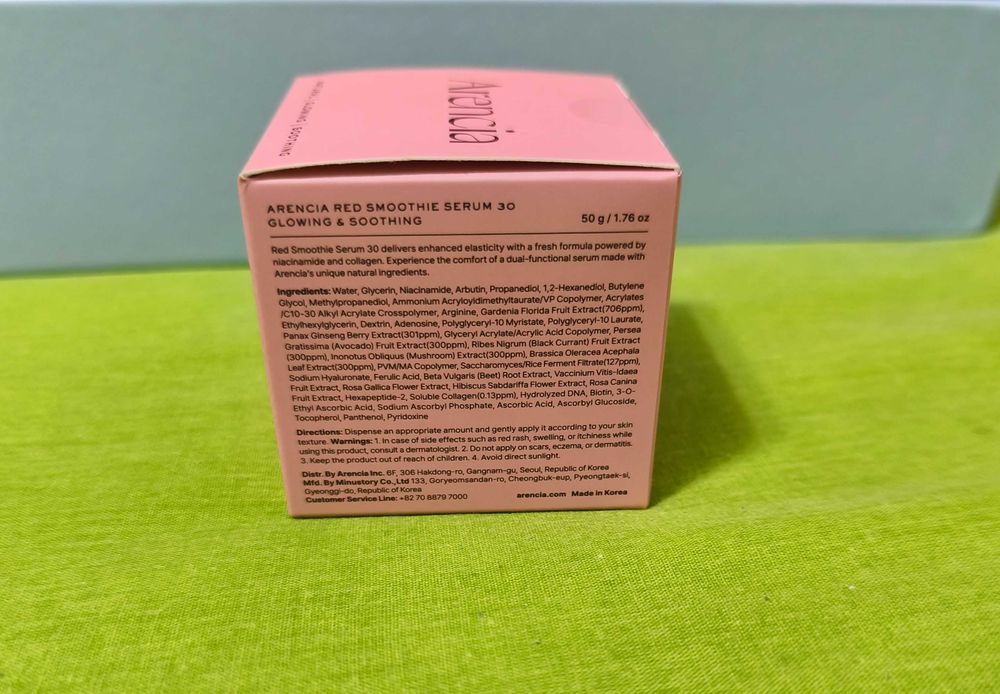 NATURAL | GLOWING | SOOTHING
Arencia
ARENCIA RED SMOOTHIE SERUM 30
GLOWING & SOOTHING
50 g / 1.76 oz
Red Smoothie Serum 30 delivers enhanced elasticity with a fresh formula powered by
niacinamide and collagen. Experience the comfort of a dual-functional serum made with
Arencia's unique natural ingredients.
Ingredients: Water, Glycerin, Niacinamide, Arbutin, Propanediol, 1,2-Hexanediol, Butylene
Glycol, Methylpropanediol, Ammonium Acryloyldimethyltaurate/VP Copolymer, Acrylates
/C10-30 Alkyl Acrylate Crosspolymer, Arginine, Gardenia Florida Fruit Extract(706ppm),
Ethylhexylglycerin, Dextrin, Adenosine, Polyglyceryl-10 Myristate, Polyglyceryl-10 Laurate,
Panax Ginseng Berry Extract(301ppm), Glyceryl Acrylate/Acrylic Acid Copolymer, Persea
Gratissima (Avocado) Fruit Extract(300ppm), Ribes Nigrum (Black Currant) Fruit Extract
(300ppm), Inonotus Obliquus (Mushroom) Extract(300ppm), Brassica Oleracea Acephala
Leaf Extract(300ppm), PVM/MA Copolymer, Saccharomyces/Rice Ferment Filtrate(127ppm),
Sodium Hyaluronate, Ferulic Acid, Beta Vulgaris (Beet) Root Extract, Vaccinium Vitis-Idaea
Fruit Extract, Rosa Gallica Flower Extract, Hibiscus Sabdariffa Flower Extract, Rosa Canina
Fruit Extract, Hexapeptide-2, Soluble Collagen(0.13ppm), Hydrolyzed DNA, Biotin, 3-O-
Ethyl Ascorbic Acid, Sodium Ascorbyl Phosphate, Ascorbic Acid, Ascorbyl Glucoside,
Tocopherol, Panthenol, Pyridoxine
Directions: Dispense an appropriate amount and gently apply it according to your skin
texture. Warnings: 1. In case of side effects such as red rash, swelling, or itchiness while
using this product, consult a dermatologist. 2. Do not apply on scars, eczema, or dermatitis.
3. Keep the product out of reach of children. 4. Avoid direct sunlight.
Distr. By Arencia Inc. 6F, 306 Hakdong-ro, Gangnam-gu, Seoul, Republic of Korea
Mfd. By Minustory Co.,Ltd 133, Goryeomsandan-ro, Cheongbuk-eup, Pyeongtaek-si,
Gyeonggi-do, Republic of Korea
Customer Service Line: +82 70 8879 7000
arencia.com Made in Korea